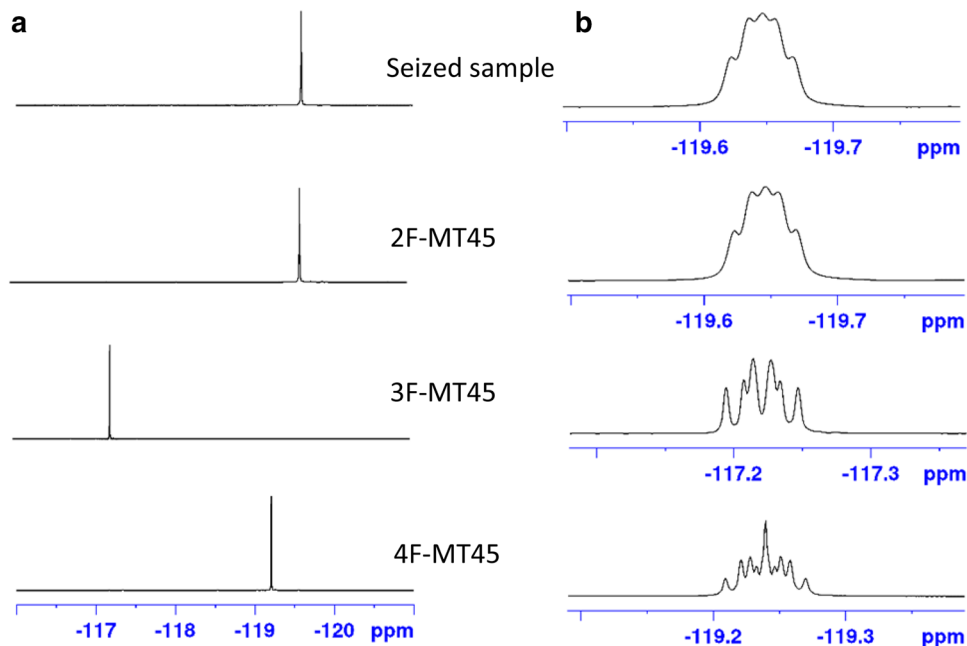 a
b
Seized sample
-119.6 -119.7 ppm
2F-MT45
-119.6 -119.7 ppm
3F-MT45
-117.2 -117.3 ppm
4F-MT45
-117 -118 -119 -120 ppm
-119.2 -119.3 ppm